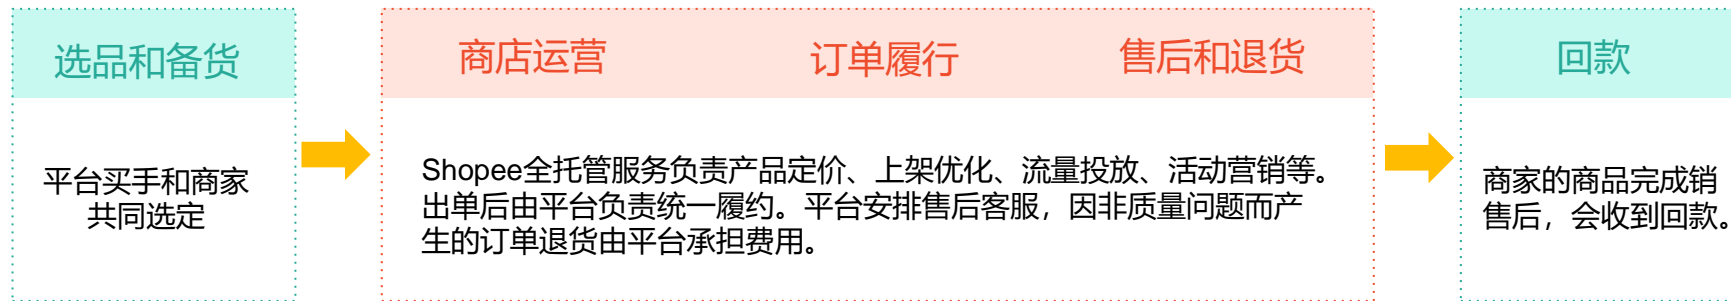 选品和备货
平台买手和商家
共同选定
商店运营
订单履行
售后和退货
Shopee全托管服务负责产品定价、上架优化、流量投放、活动营销等。
出单后由平台负责统一履约。平台安排售后客服，因非质量问题而产
生的订单退货由平台承担费用。
回款
商家的商品完成销
售后，会收到回款。